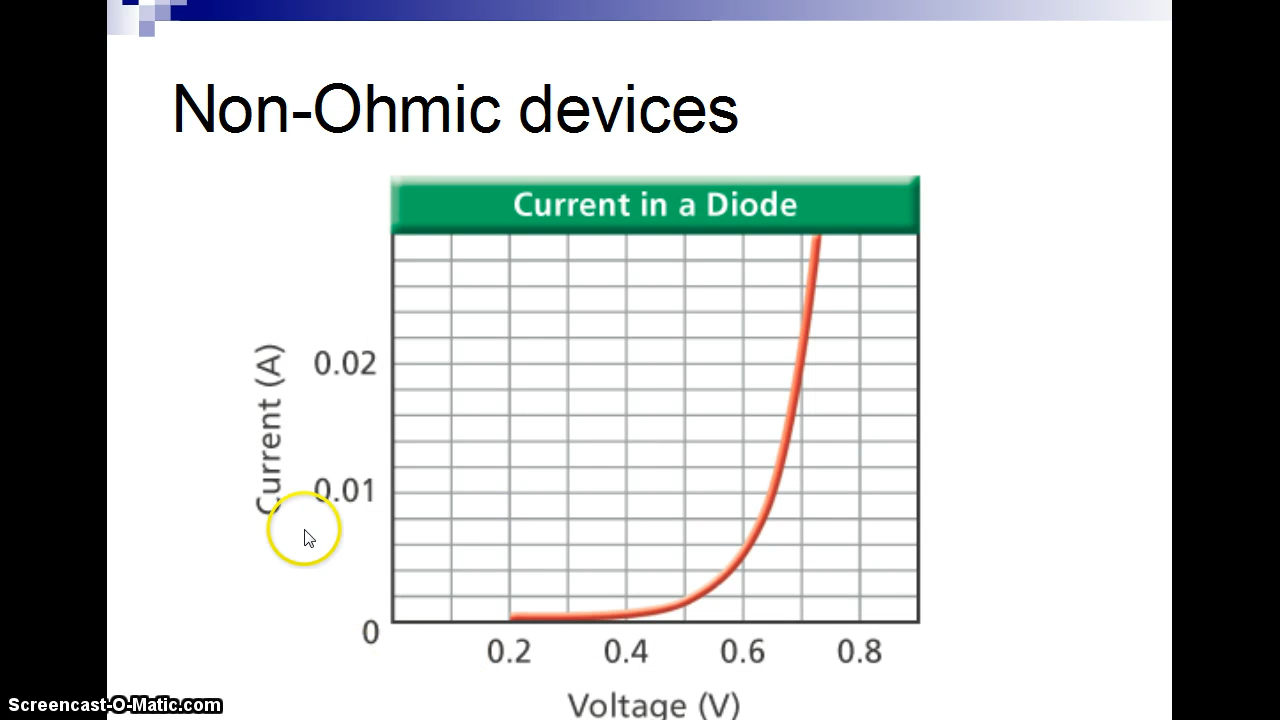 Non-Ohmic devices
Current in a Diode
Current (A)
0.02
0.01
0
0.2 0.4 0.6 0.8
Voltage (V)
Screencast-O-Matic.com